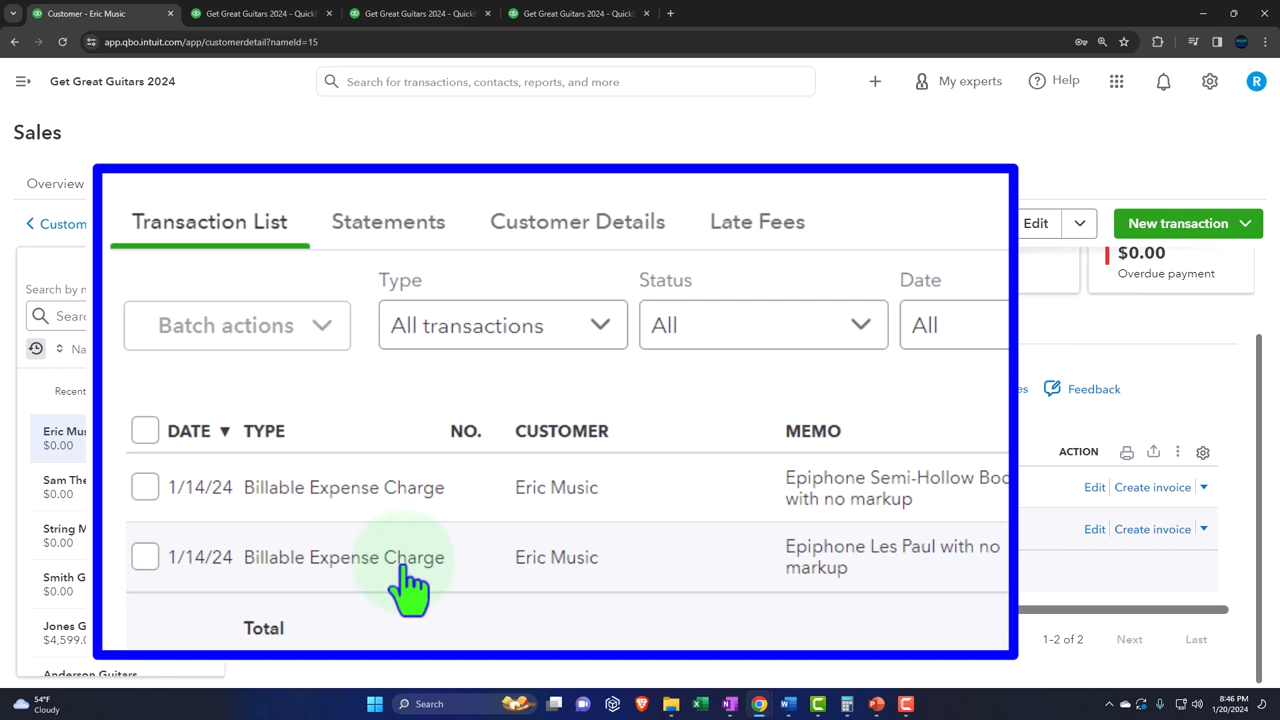 Customer - Eric Music
Get Great Guitars 2024 - Quick
Get Great Guitars 2024 - Quick
Get Great Guitars 2024 - Quick
app.qbo.intuit.com/app/customerdetail?nameId=15
Get Great Guitars 2024
Search for transactions, contacts, reports, and more
My experts
Help
R
Sales
Overview
Custom
Edit
New transaction
Transaction List Statements Customer Details Late Fees
$0.00
Overdue payment
Search by n
Sear
Na
Recent
Type Status Date
Batch actions All transactions All All
Feedback
DATE ▼ TYPE NO. CUSTOMER MEMO
ACTION
1/14/24 Billable Expense Charge Eric Music Epiphone Semi-Hollow Boo
with no markup
Edit | Create invoice
1/14/24 Billable Expense Charge Eric Music Epiphone Les Paul with no
markup
Edit | Create invoice
Total
Eric Mus
$0.00
Sam The
$0.00
String M
$0.00
Smith G
$0.00
Jones G
$4,599.0
Anderson Guitars
1–2 of 2 Next Last
54°F
Cloudy
Search
8:46 PM
1/20/2024